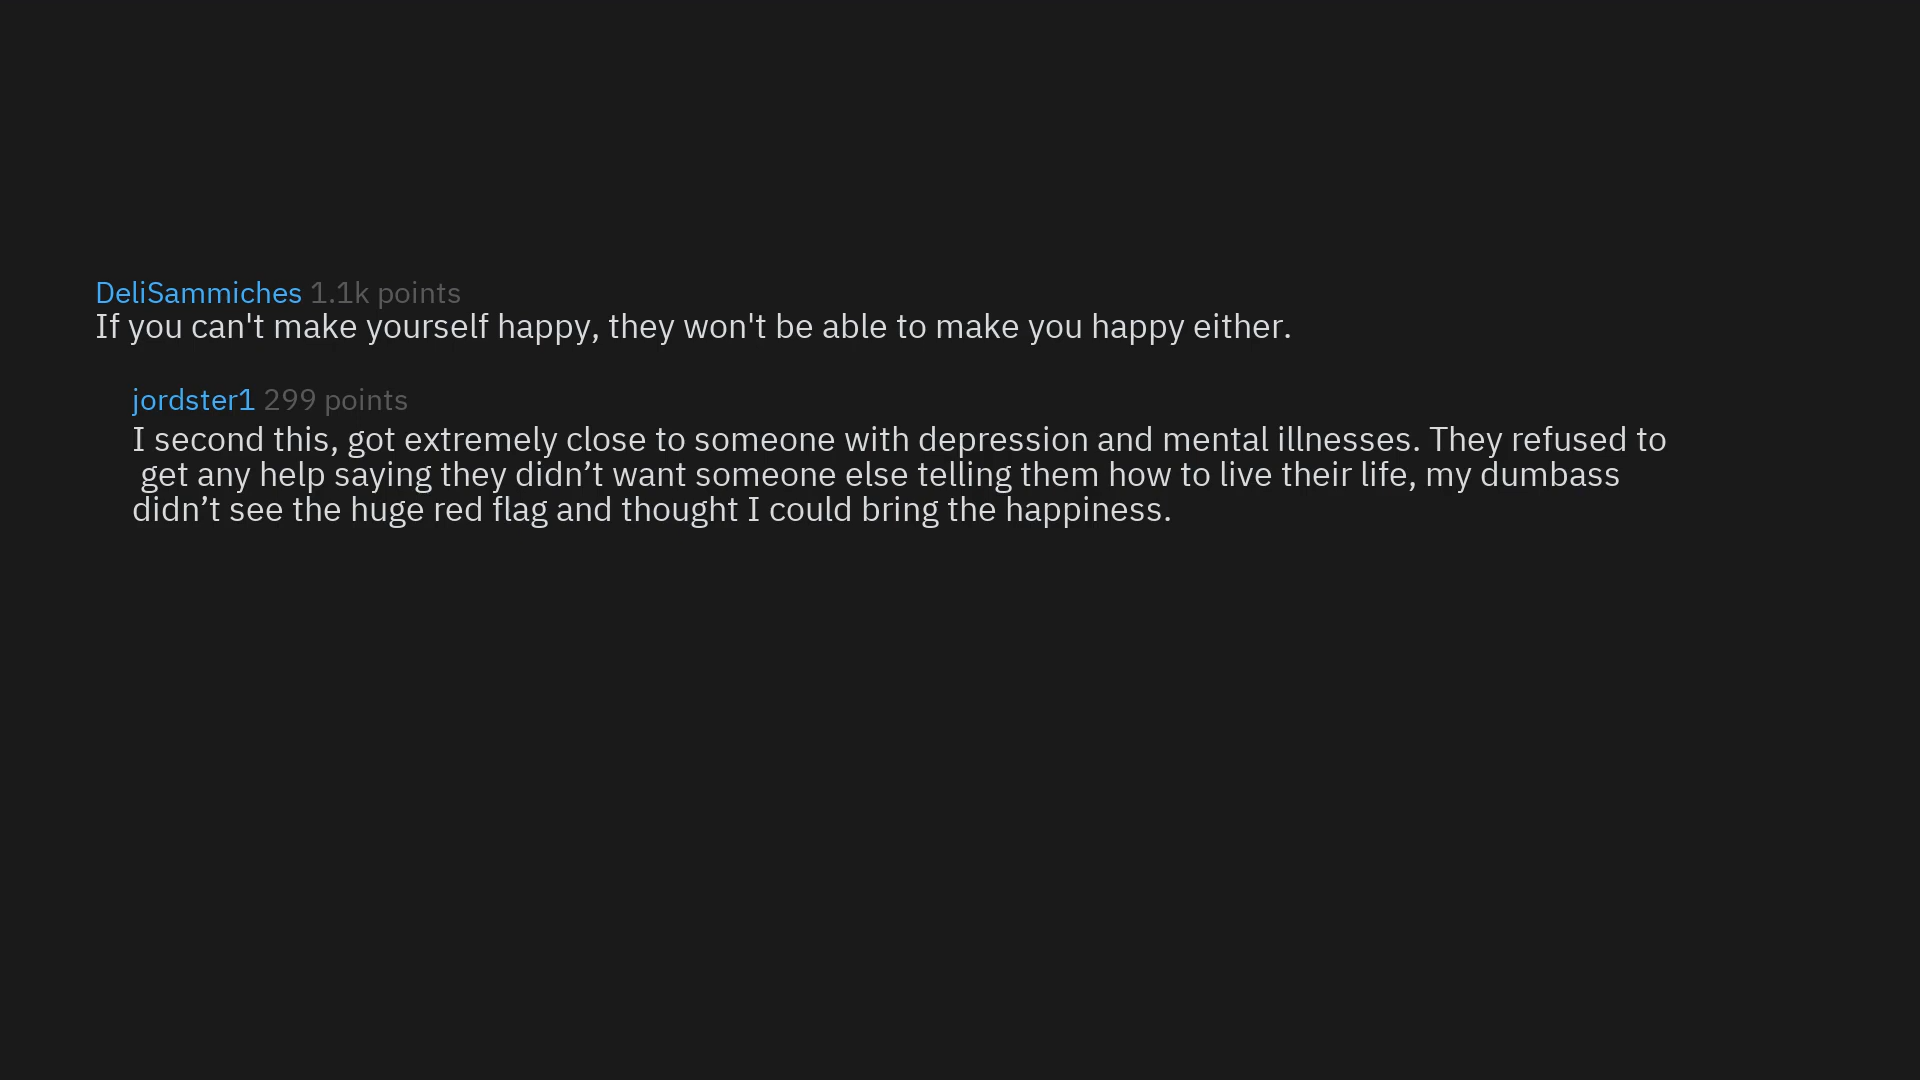 DeliSammiches 1.1k points
If you can't make yourself happy, they won't be able to make you happy either.
jordster1 299 points
I second this, got extremely close to someone with depression and mental illnesses. They refused to
get any help saying they didn’t want someone else telling them how to live their life, my dumbass
didn’t see the huge red flag and thought I could bring the happiness.